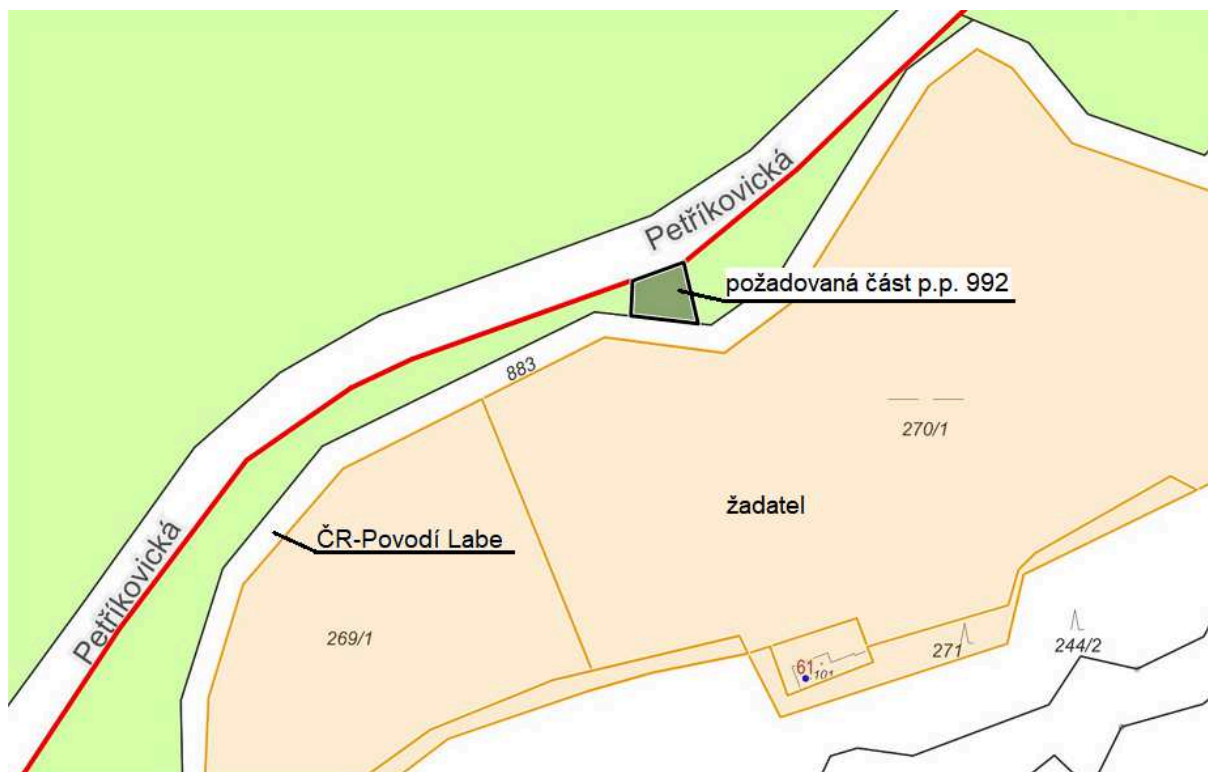 Petříkovická
požadovaná část p.p. 992
883
270/1
žadatel
ČR-Povodí Labe
Petříkovická
269/1
271
244/2
61
101